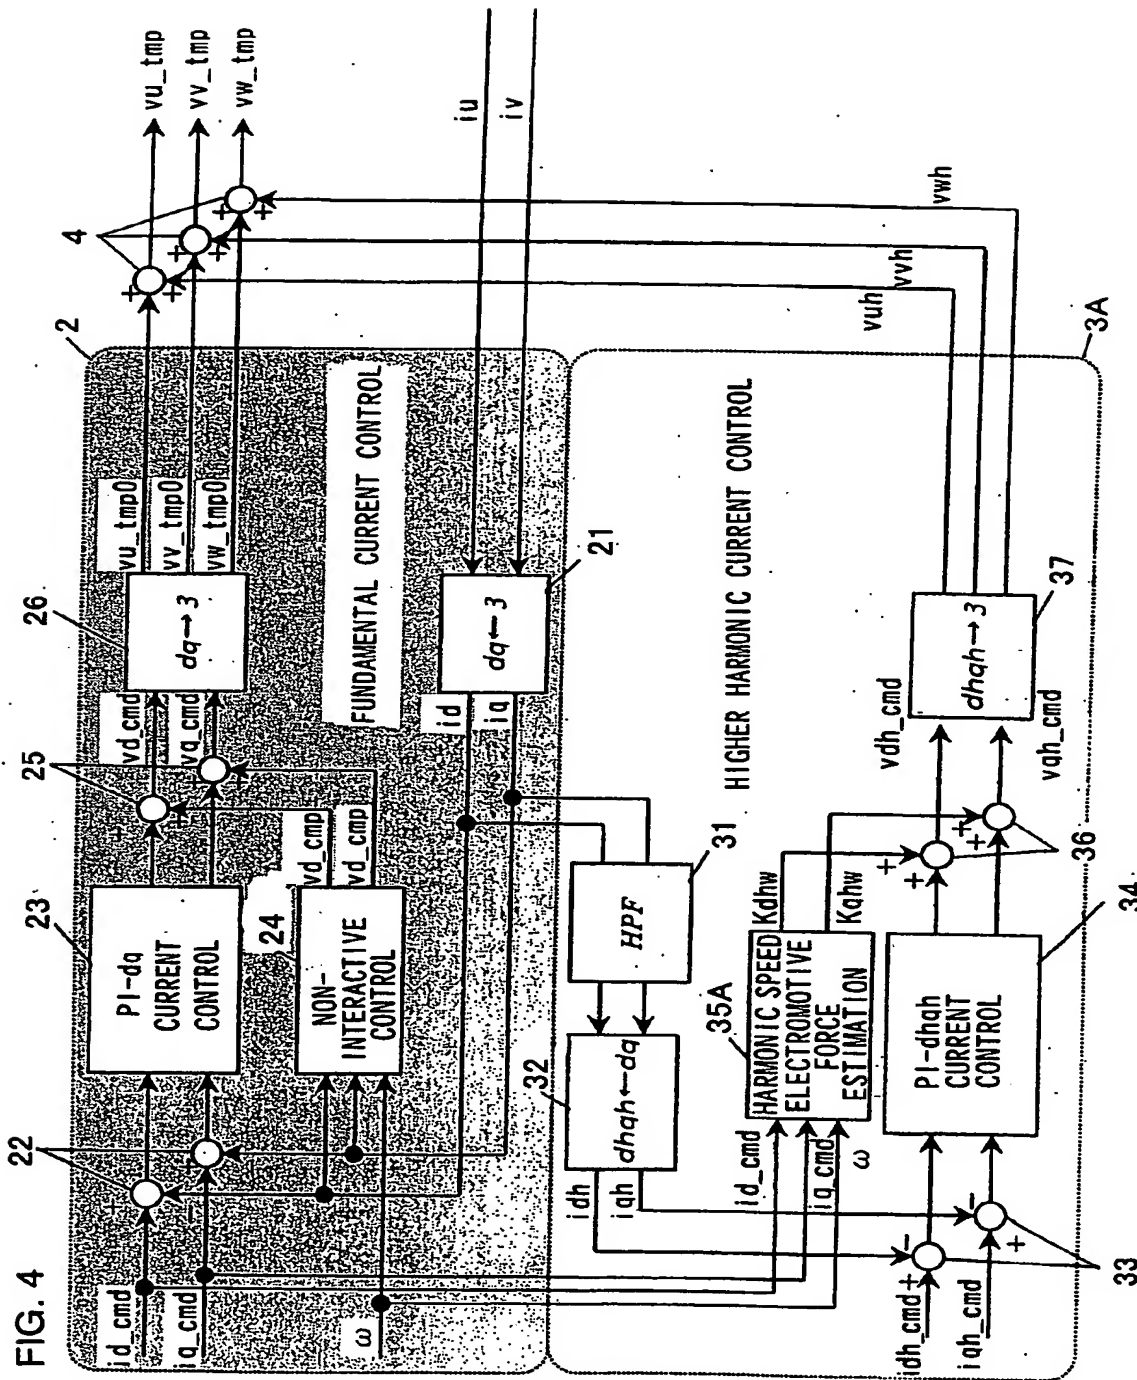 FIG. 4
id_cmd
iq_cmd
ω
22
23
PI-dq
CURRENT
CONTROL
24
NON-
INTERACTIVE
CONTROL
vd_cmp
vd_cmp
25
vd_cmd
vq_cmd
26
dq→3
vu_tmp0
vv_tmp0
vw_tmp0
2
FUNDAMENTAL CURRENT CONTROL
id
iq
dq←3
21
4
+
+
+
+
+
+
vu_tmp
vv_tmp
vw_tmp
iu
iv
HPF
31
32
dhqh←dq
idh
iqh
id_cmd
iq_cmd
ω
35A
HARMONIC SPEED
ELECTROMOTIVE
FORCE
ESTIMATION
Kdhw
Kqhw
HIGHER HARMONIC CURRENT CONTROL
idh_cmd
iqh_cmd
+
-
+
-
33
PI-dhqh
CURRENT
CONTROL
34
+
+
+
+
36
vdh_cmd
vqh_cmd
dhqh→3
37
vuh
vvh
vwh
3A